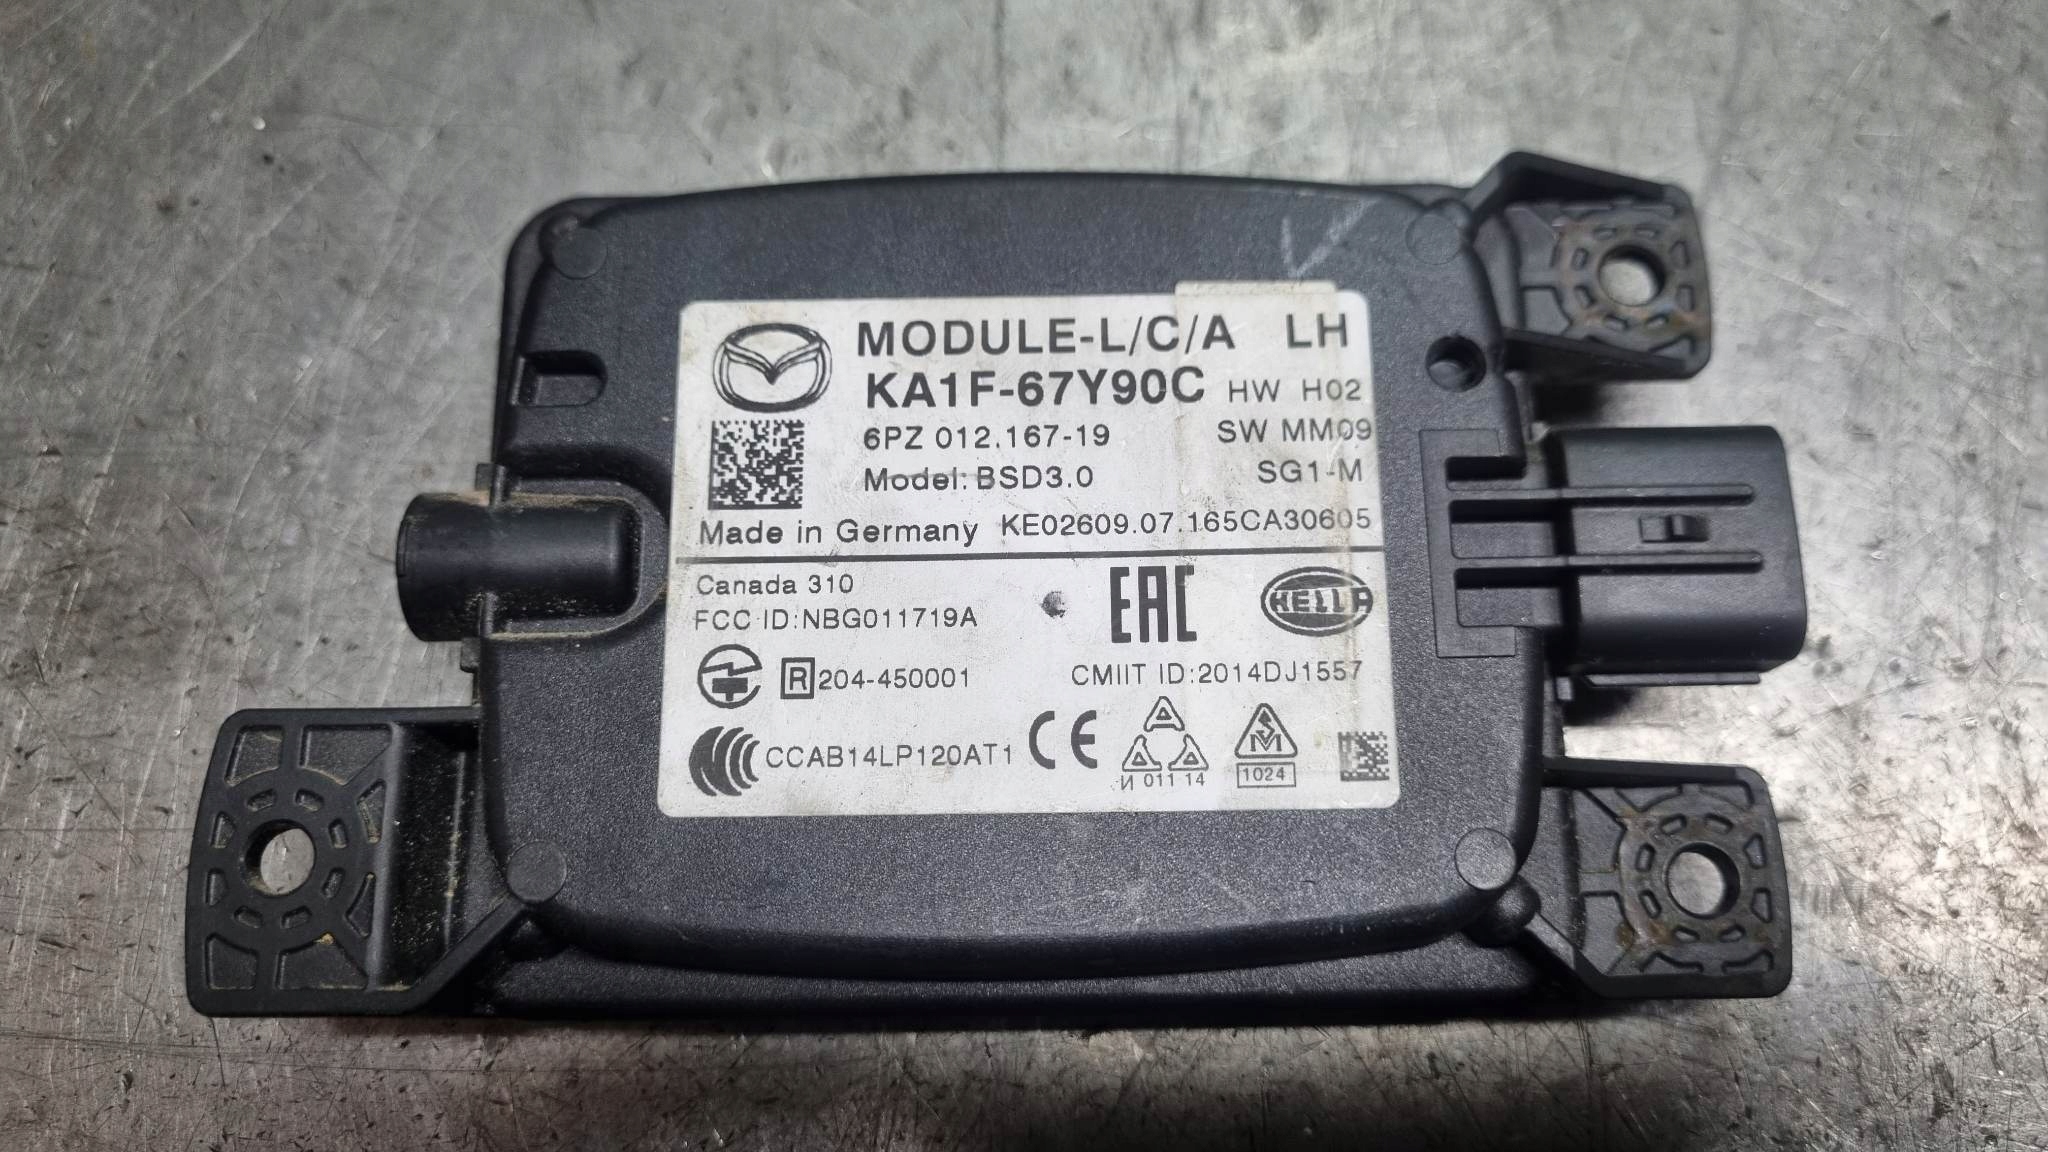 MODULE-L/C/A LH
KA1F-67Y90C HW H02
6PZ 012.167-19 SW MM09
Model: BSD3.0 SG1-M
Made in Germany KE02609.07.165CA30605
Canada 310
FCC ID:NBG011719A
EAC HELLA
R 204-450001 CMIIT ID:2014DJ1557
CCAB14LP120AT1 CE
И 011 14
M
1024